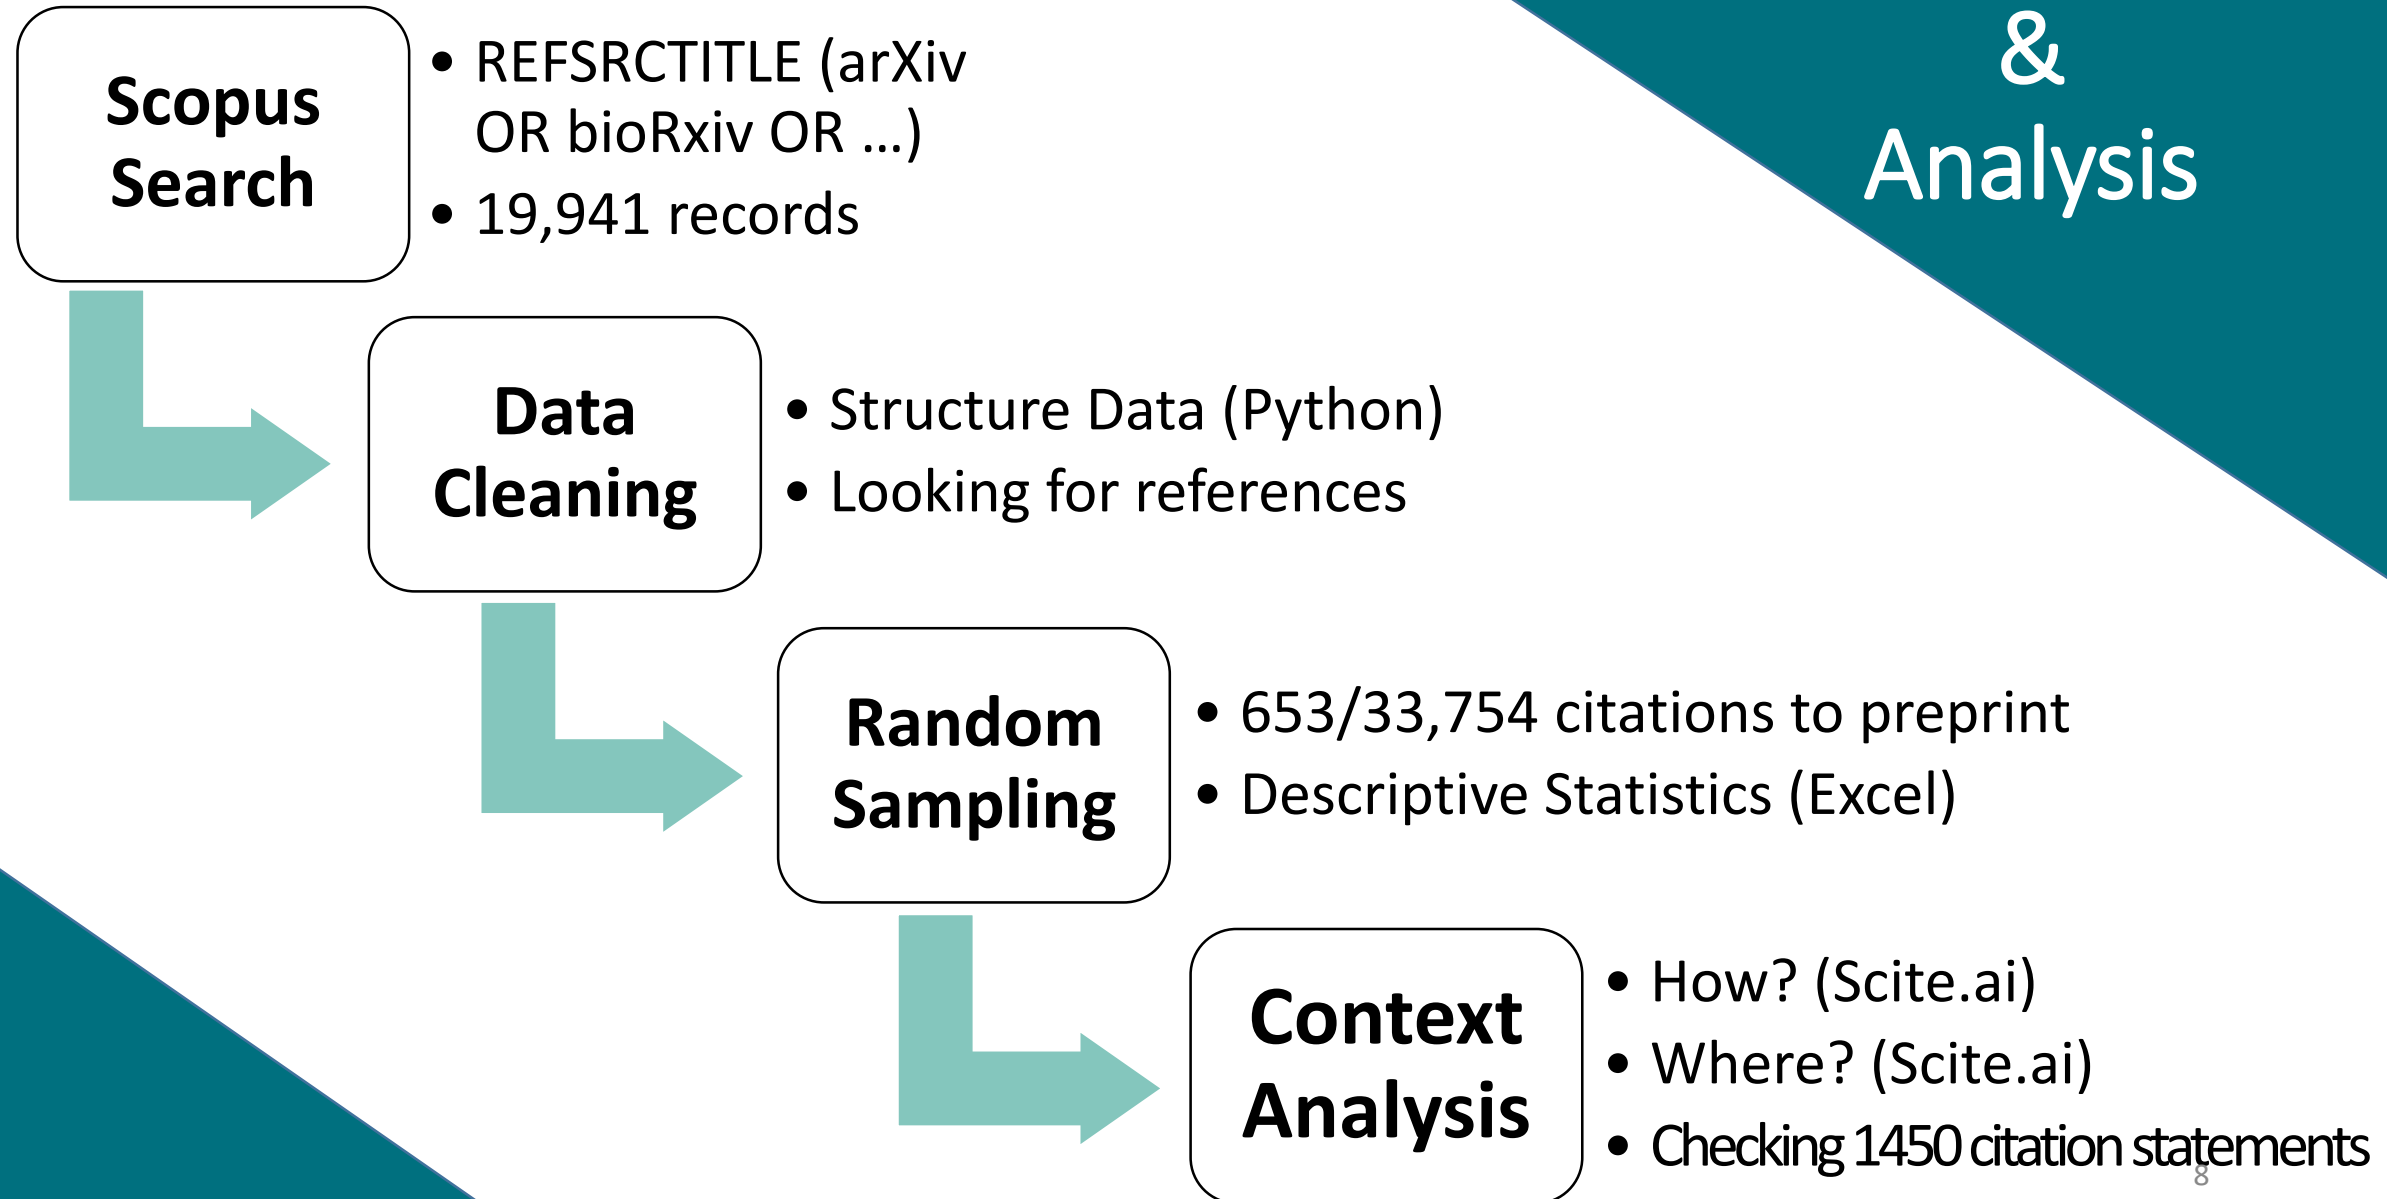 &
Analysis
Scopus
Search
• REFSRCTITLE (arXiv
OR bioRxiv OR ...)
• 19,941 records
Data
Cleaning
• Structure Data (Python)
• Looking for references
Random
Sampling
• 653/33,754 citations to preprint
• Descriptive Statistics (Excel)
Context
Analysis
• How? (Scite.ai)
• Where? (Scite.ai)
• Checking 1450 citation statements
8